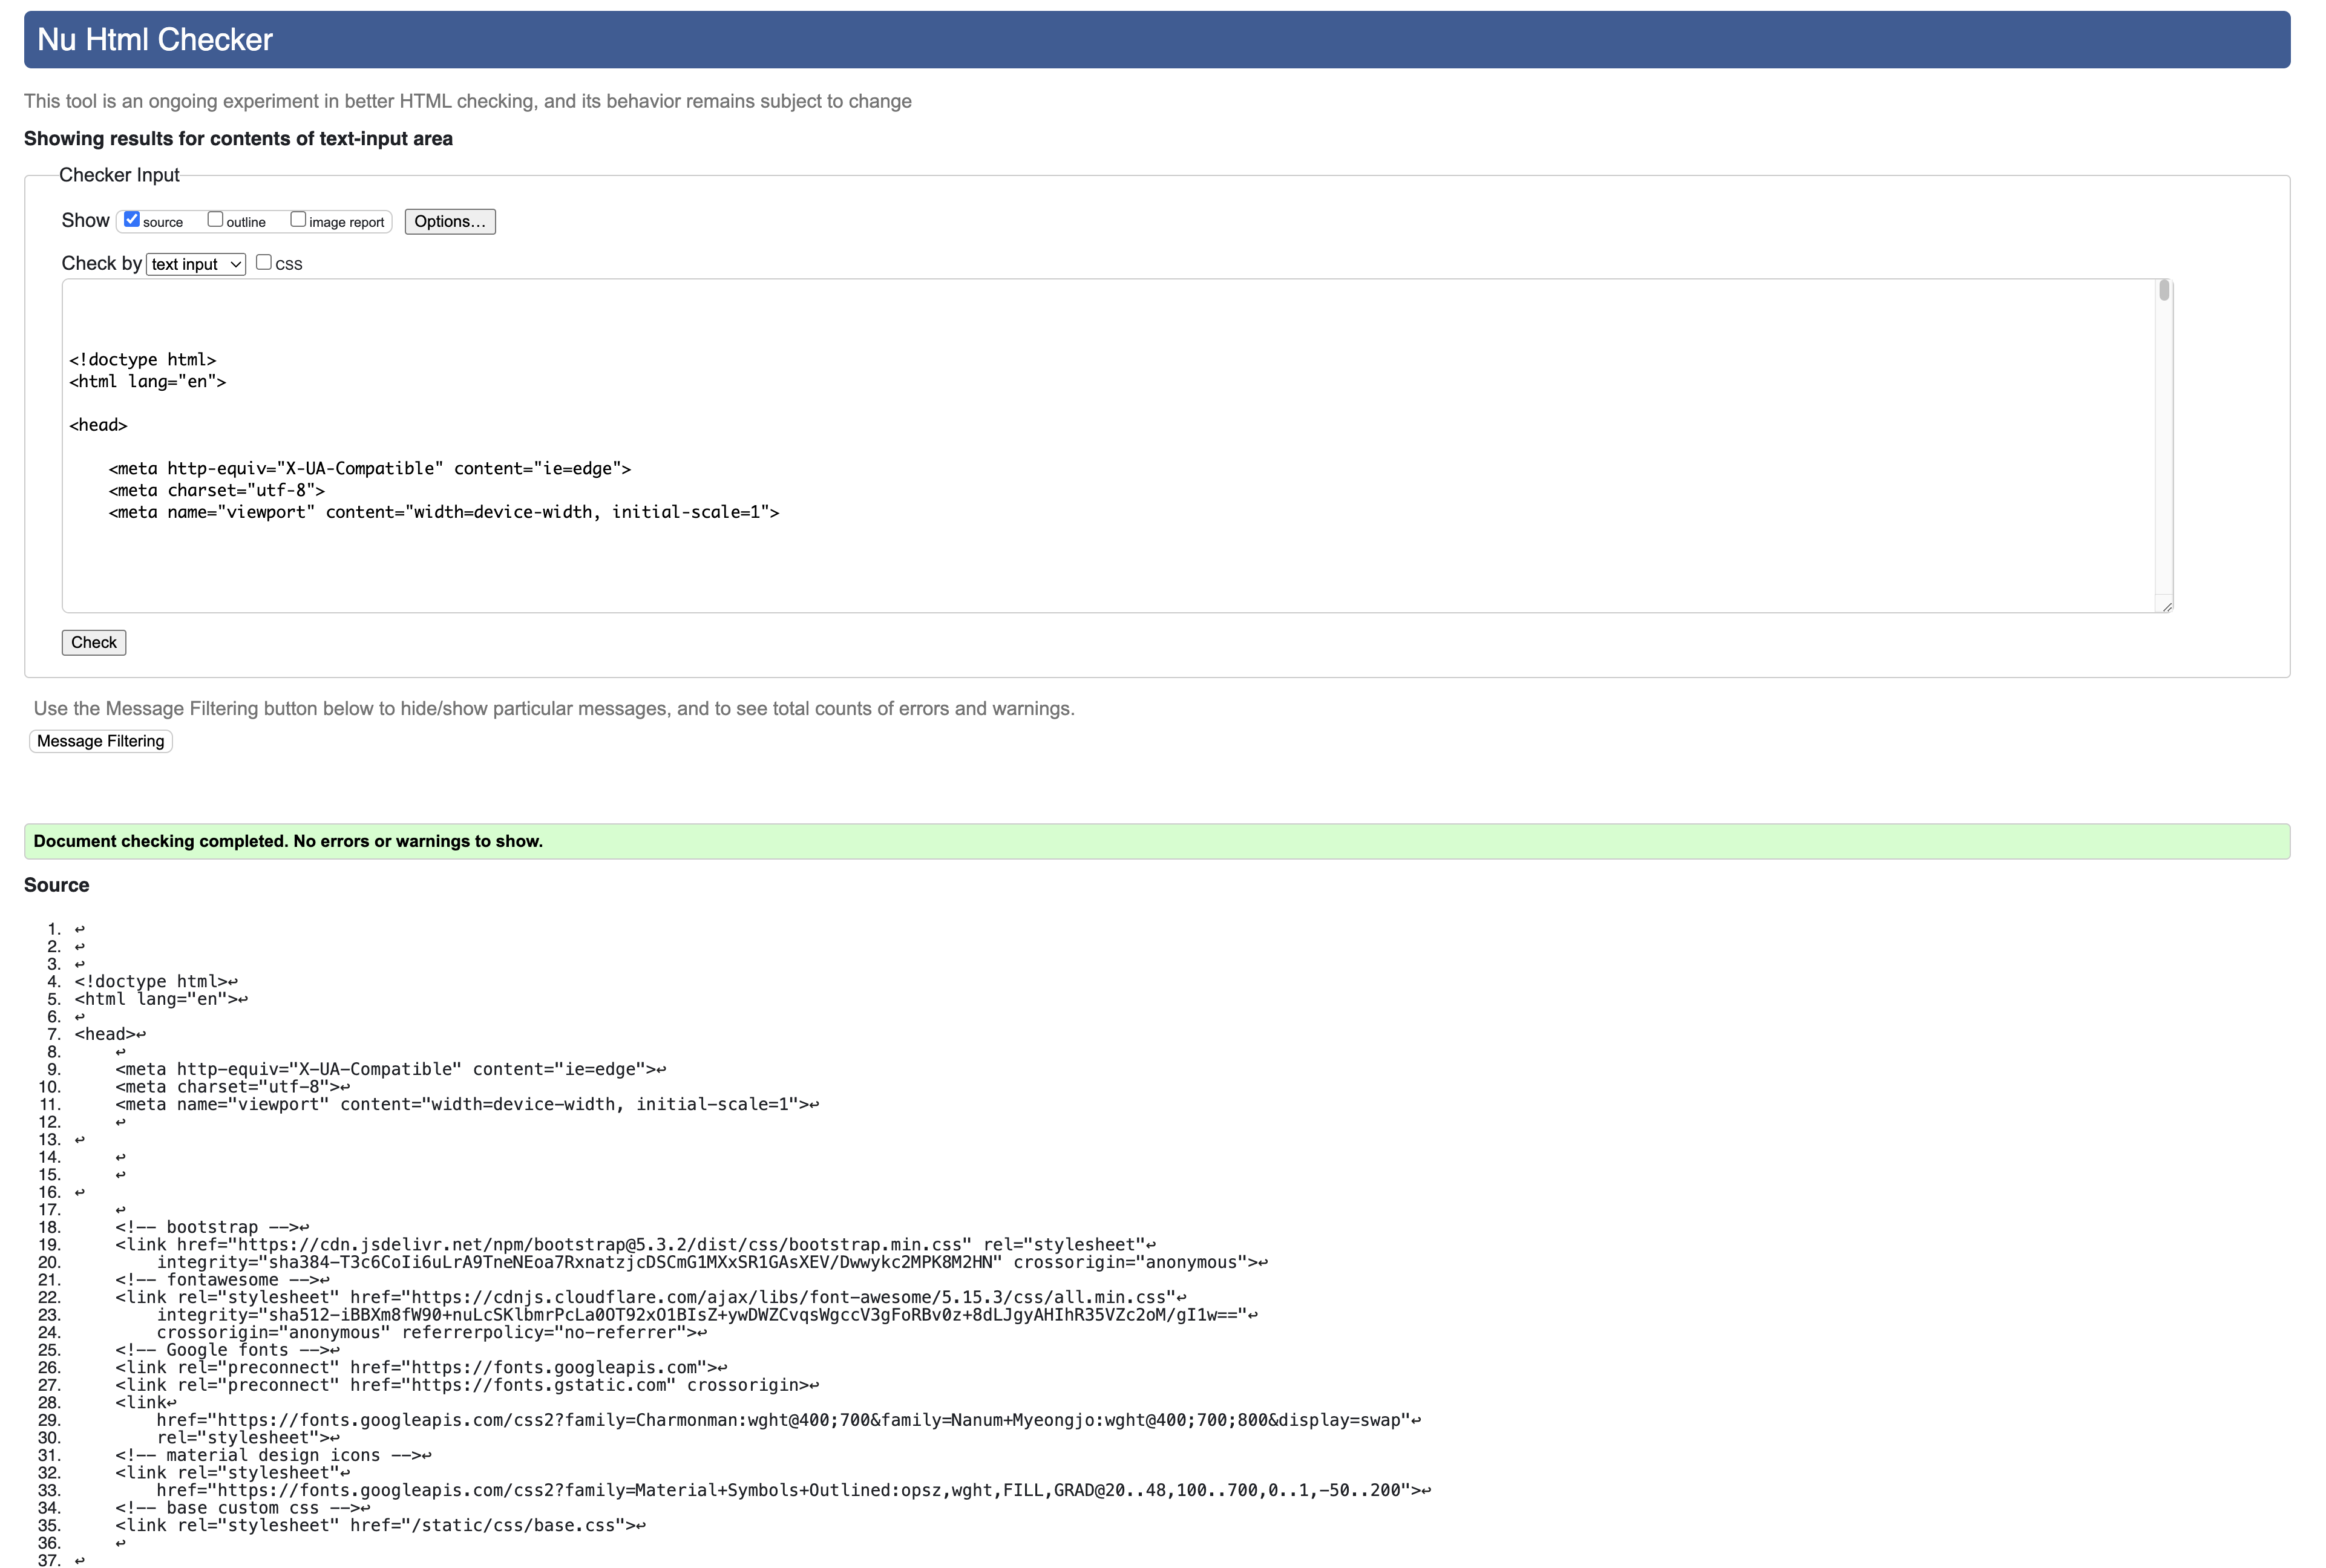 Nu Html Checker
This tool is an ongoing experiment in better HTML checking, and its behavior remains subject to change
Showing results for contents of text-input area
Checker Input
Show source outline image report Options...
Check by text input CSS
<!doctype html>
<html lang="en">
<head>
<meta http-equiv="X-UA-Compatible" content="ie=edge">
<meta charset="utf-8">
<meta name="viewport" content="width=device-width, initial-scale=1">
Check
Use the Message Filtering button below to hide/show particular messages, and to see total counts of errors and warnings.
Message Filtering
Document checking completed. No errors or warnings to show.
Source
1. ↩
2. ↩
3. ↩
4. <!doctype html>↩
5. <html lang="en">↩
6. ↩
7. <head>↩
8. ↩
9. <meta http-equiv="X-UA-Compatible" content="ie=edge">↩
10. <meta charset="utf-8">↩
11. <meta name="viewport" content="width=device-width, initial-scale=1">↩
12. ↩
13. ↩
14. ↩
15. ↩
16. ↩
17. ↩
18. <!-- bootstrap -->↩
19. <link href="https://cdn.jsdelivr.net/npm/bootstrap@5.3.2/dist/css/bootstrap.min.css" rel="stylesheet"↩
20. integrity="sha384-T3c6CoIi6uLrA9TneNEoa7RxnatzjcDSCmG1MXxSR1GAsXEV/Dwwykc2MPK8M2HN" crossorigin="anonymous">↩
21. <!-- fontawesome -->↩
22. <link rel="stylesheet" href="https://cdnjs.cloudflare.com/ajax/libs/font-awesome/5.15.3/css/all.min.css"↩
23. integrity="sha512-iBBXm8fW90+nuLcSKlbmrPcLa0OT92xO1BIsZ+ywDWZCvqsWgccV3gFoRBv0z+8dLJgyAHIhR35VZc2oM/gI1w=="↩
24. crossorigin="anonymous" referrerpolicy="no-referrer">↩
25. <!-- Google fonts -->↩
26. <link rel="preconnect" href="https://fonts.googleapis.com">↩
27. <link rel="preconnect" href="https://fonts.gstatic.com" crossorigin>↩
28. <link↩
29. href="https://fonts.googleapis.com/css2?family=Charmonman:wght@400;700&family=Nanum+Myeongjo:wght@400;700;800&display=swap"↩
30. rel="stylesheet">↩
31. <!-- material design icons -->↩
32. <link rel="stylesheet"↩
33. href="https://fonts.googleapis.com/css2?family=Material+Symbols+Outlined:opsz,wght,FILL,GRAD@20..48,100..700,0..1,-50..200">↩
34. <!-- base custom css -->↩
35. <link rel="stylesheet" href="/static/css/base.css">↩
36. ↩
37. ↩